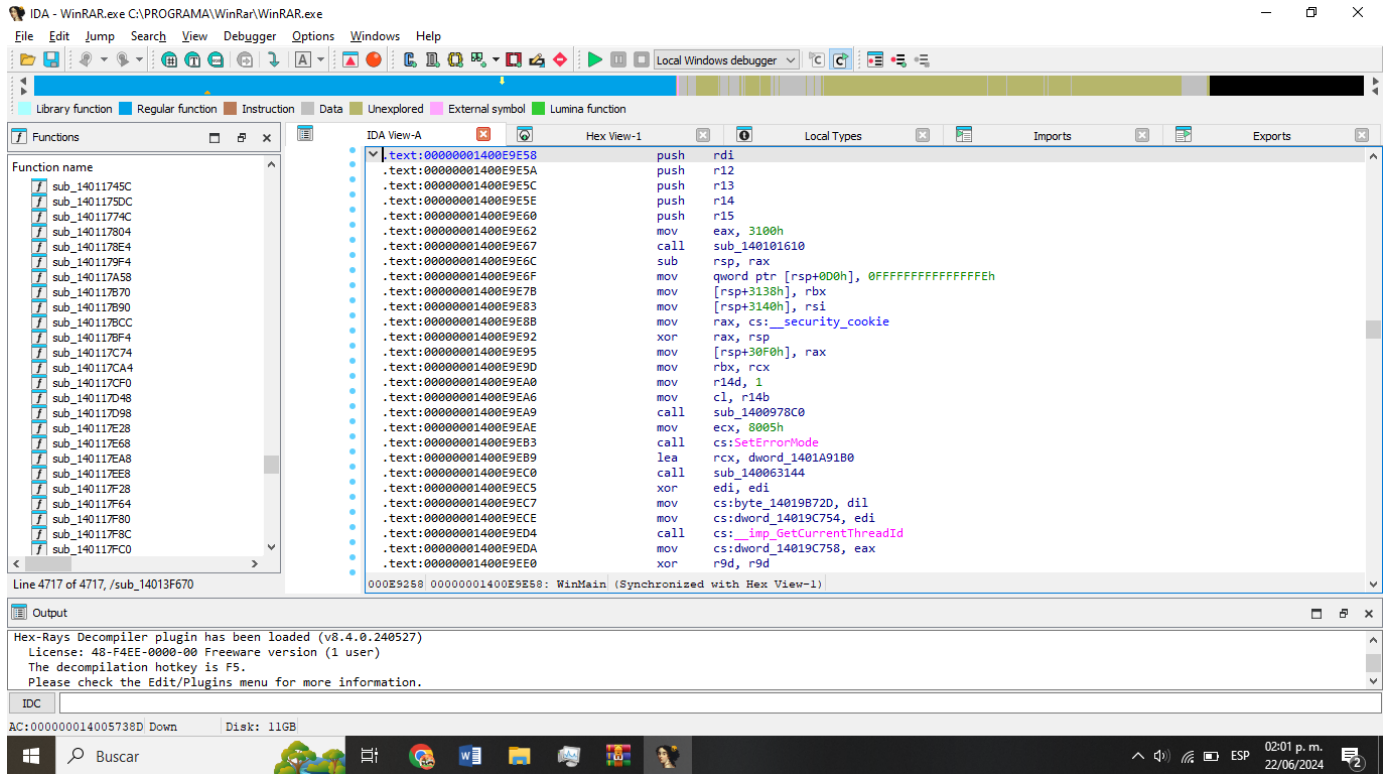 IDA - WinRAR.exe C:\PROGRAMA\WinRar\WinRAR.exe
File Edit Jump Search View Debugger Options Windows Help
Local Windows debugger
Library function Regular function Instruction Data Unexplored External symbol Lumina function
Functions
IDA View-A Hex View-1 Local Types Imports Exports
Function name
sub_14011745C
sub_1401175DC
sub_14011774C
sub_140117804
sub_1401178E4
sub_1401179F4
sub_140117A58
sub_140117B70
sub_140117B90
sub_140117BCC
sub_140117BF4
sub_140117C74
sub_140117CA4
sub_140117CF0
sub_140117D48
sub_140117D98
sub_140117E28
sub_140117E68
sub_140117EA8
sub_140117EE8
sub_140117F28
sub_140117F64
sub_140117F80
sub_140117F8C
sub_140117FC0
Line 4717 of 4717, /sub_14013F670
.text:00000001400E9E58 push rdi
.text:00000001400E9E5A push r12
.text:00000001400E9E5C push r13
.text:00000001400E9E5E push r14
.text:00000001400E9E60 push r15
.text:00000001400E9E62 mov eax, 3100h
.text:00000001400E9E67 call sub_140101610
.text:00000001400E9E6C sub rsp, rax
.text:00000001400E9E6F mov qword ptr [rsp+0D0h], 0FFFFFFFFFFFFFFFEh
.text:00000001400E9E7B mov [rsp+3138h], rbx
.text:00000001400E9E83 mov [rsp+3140h], rsi
.text:00000001400E9E8B mov rax, cs:__security_cookie
.text:00000001400E9E92 xor rax, rsp
.text:00000001400E9E95 mov [rsp+30F0h], rax
.text:00000001400E9E9D mov rbx, rcx
.text:00000001400E9EA0 mov r14d, 1
.text:00000001400E9EA6 mov cl, r14b
.text:00000001400E9EA9 call sub_1400978C0
.text:00000001400E9EAE mov ecx, 8005h
.text:00000001400E9EB3 call cs:SetErrorMode
.text:00000001400E9EB9 lea rcx, dword_1401A91B0
.text:00000001400E9EC0 call sub_140063144
.text:00000001400E9EC5 xor edi, edi
.text:00000001400E9EC7 mov cs:byte_14019B72D, dil
.text:00000001400E9ECE mov cs:dword_14019C754, edi
.text:00000001400E9ED4 call cs:__imp_GetCurrentThreadId
.text:00000001400E9EDA mov cs:dword_14019C758, eax
.text:00000001400E9EE0 xor r9d, r9d
000E9258 00000001400E9E58: WinMain (Synchronized with Hex View-1)
Output
Hex-Rays Decompiler plugin has been loaded (v8.4.0.240527)
License: 48-F4EE-0000-00 Freeware version (1 user)
The decompilation hotkey is F5.
Please check the Edit/Plugins menu for more information.
IDC
AC:000000014005738D Down Disk: 11GB
Buscar
ESP
02:01 p. m.
22/06/2024
2